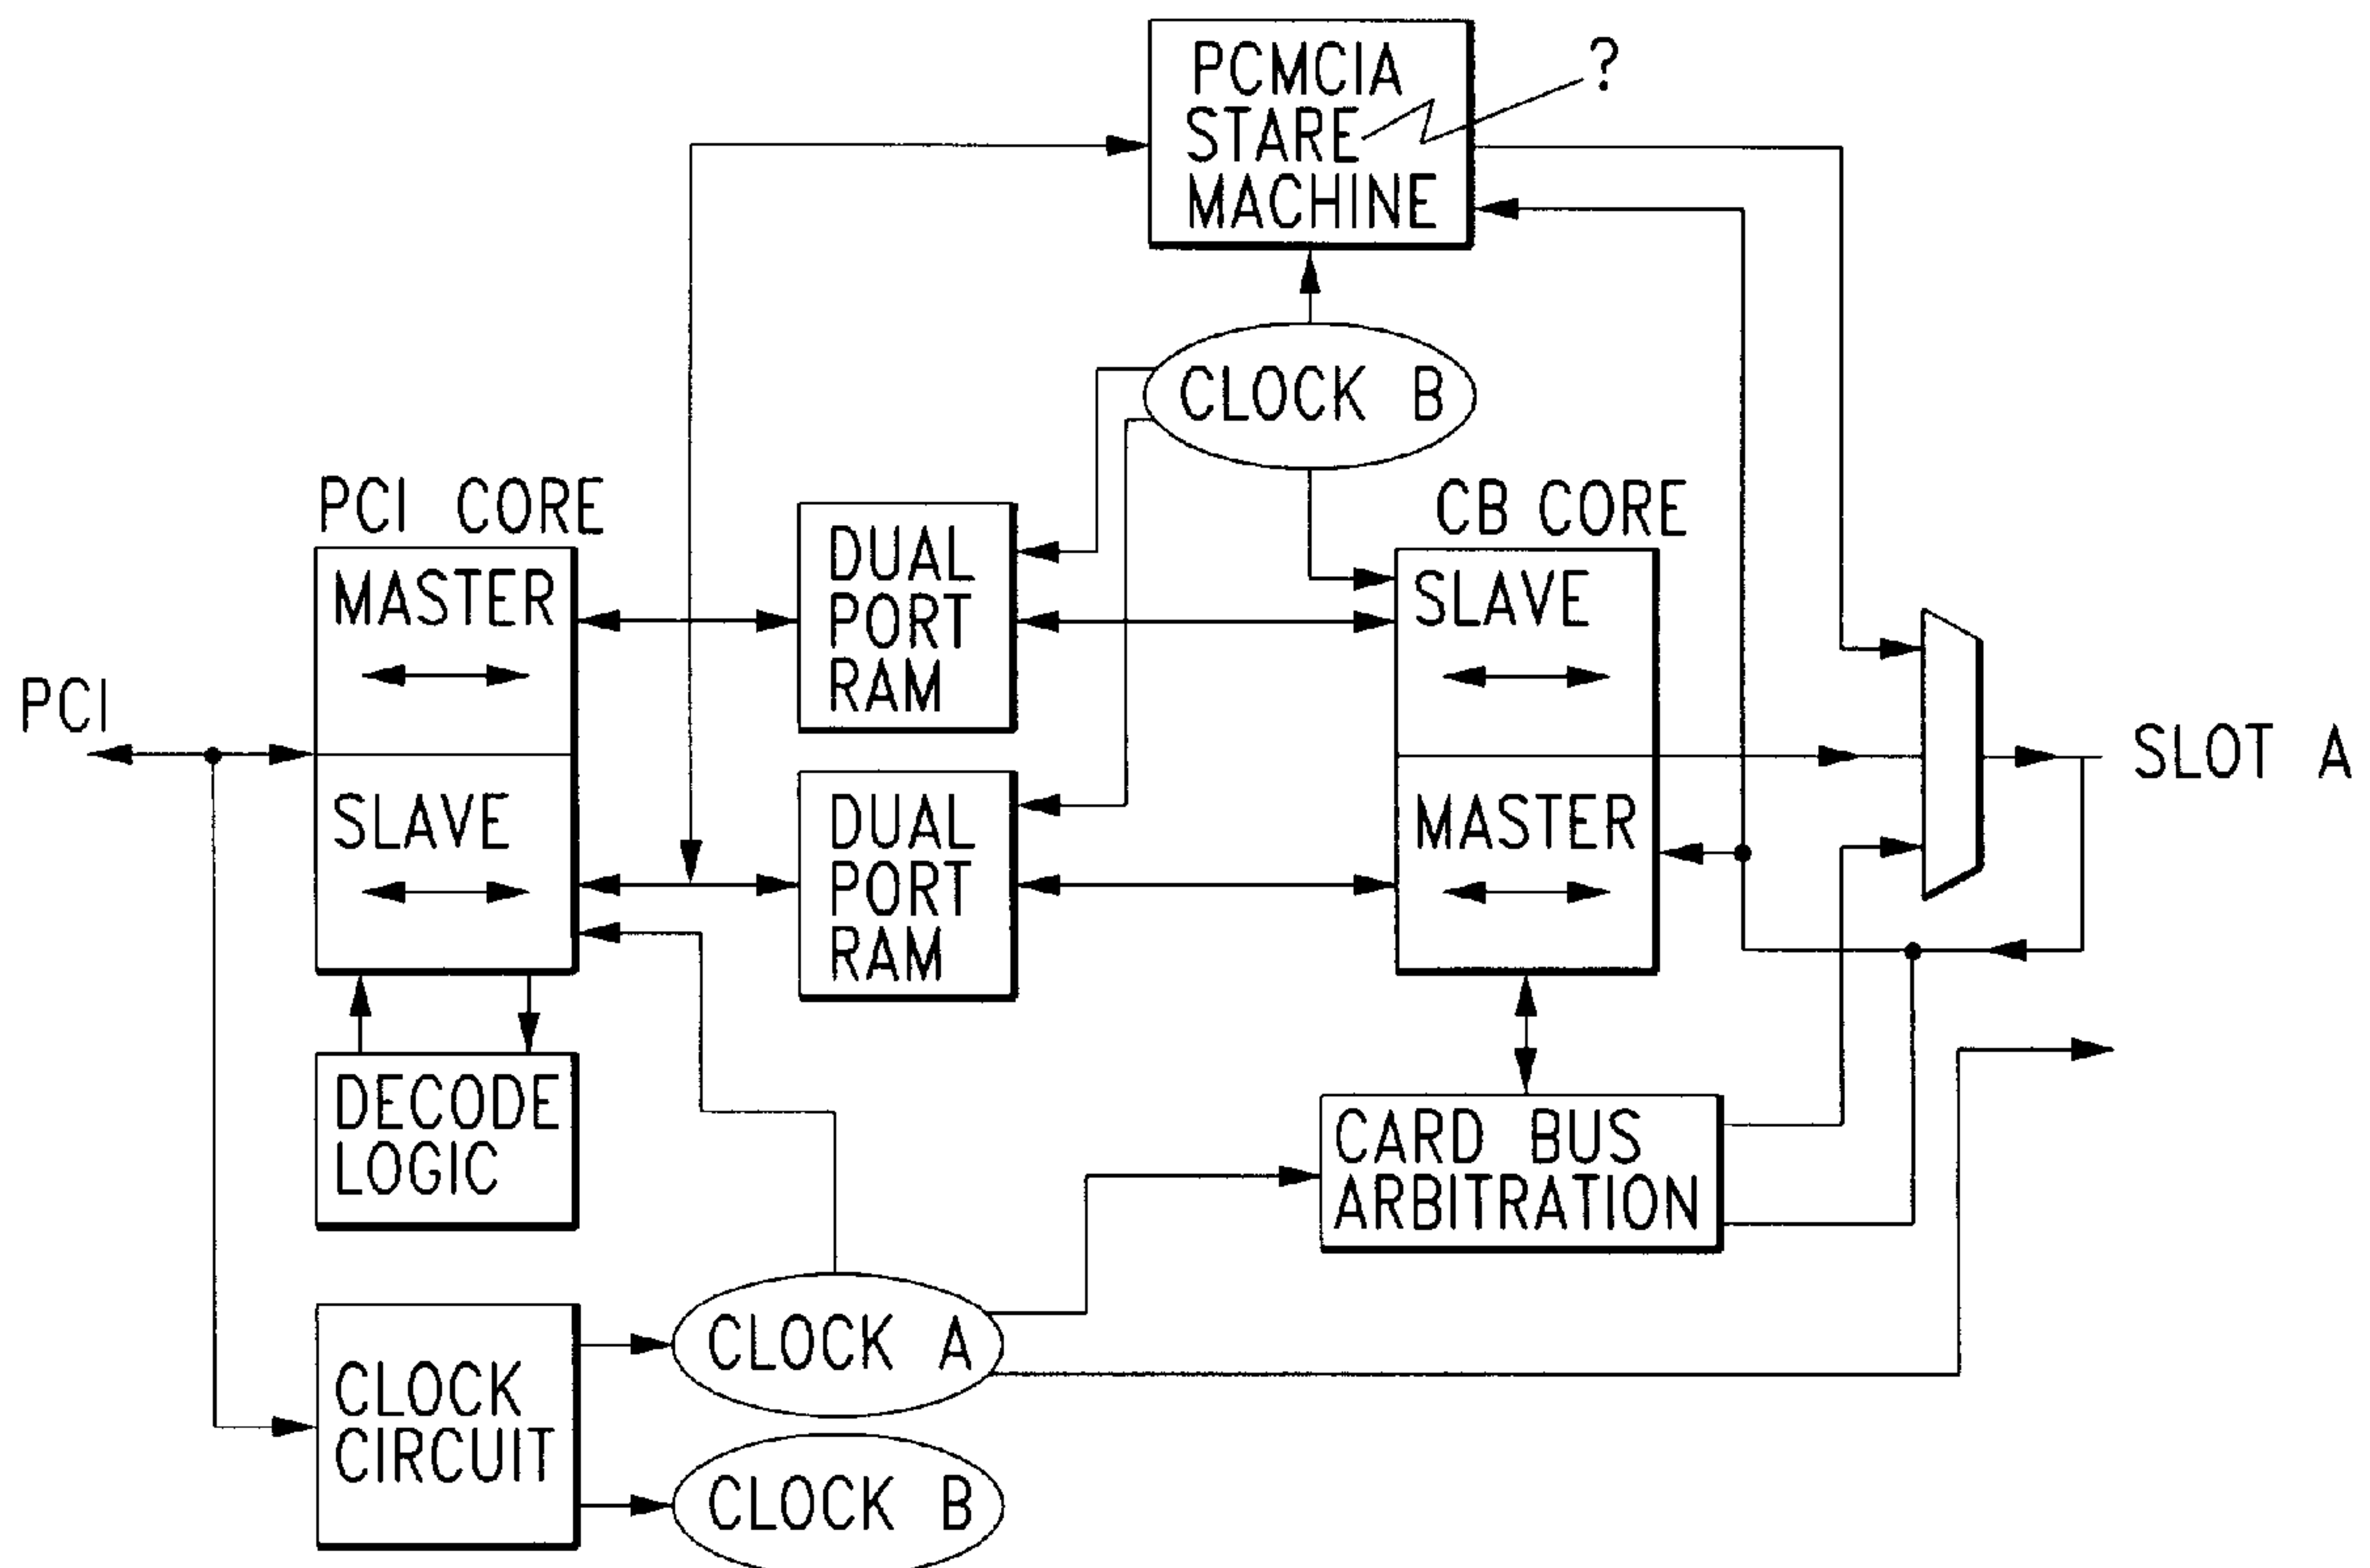 PCMCIA
STARE
MACHINE
?
CLOCK B
PCI CORE
MASTER
SLAVE
PCI
DUAL
PORT
RAM
DUAL
PORT
RAM
CB CORE
SLAVE
MASTER
SLOT A
DECODE
LOGIC
CARD BUS
ARBITRATION
CLOCK
CIRCUIT
CLOCK A
CLOCK B